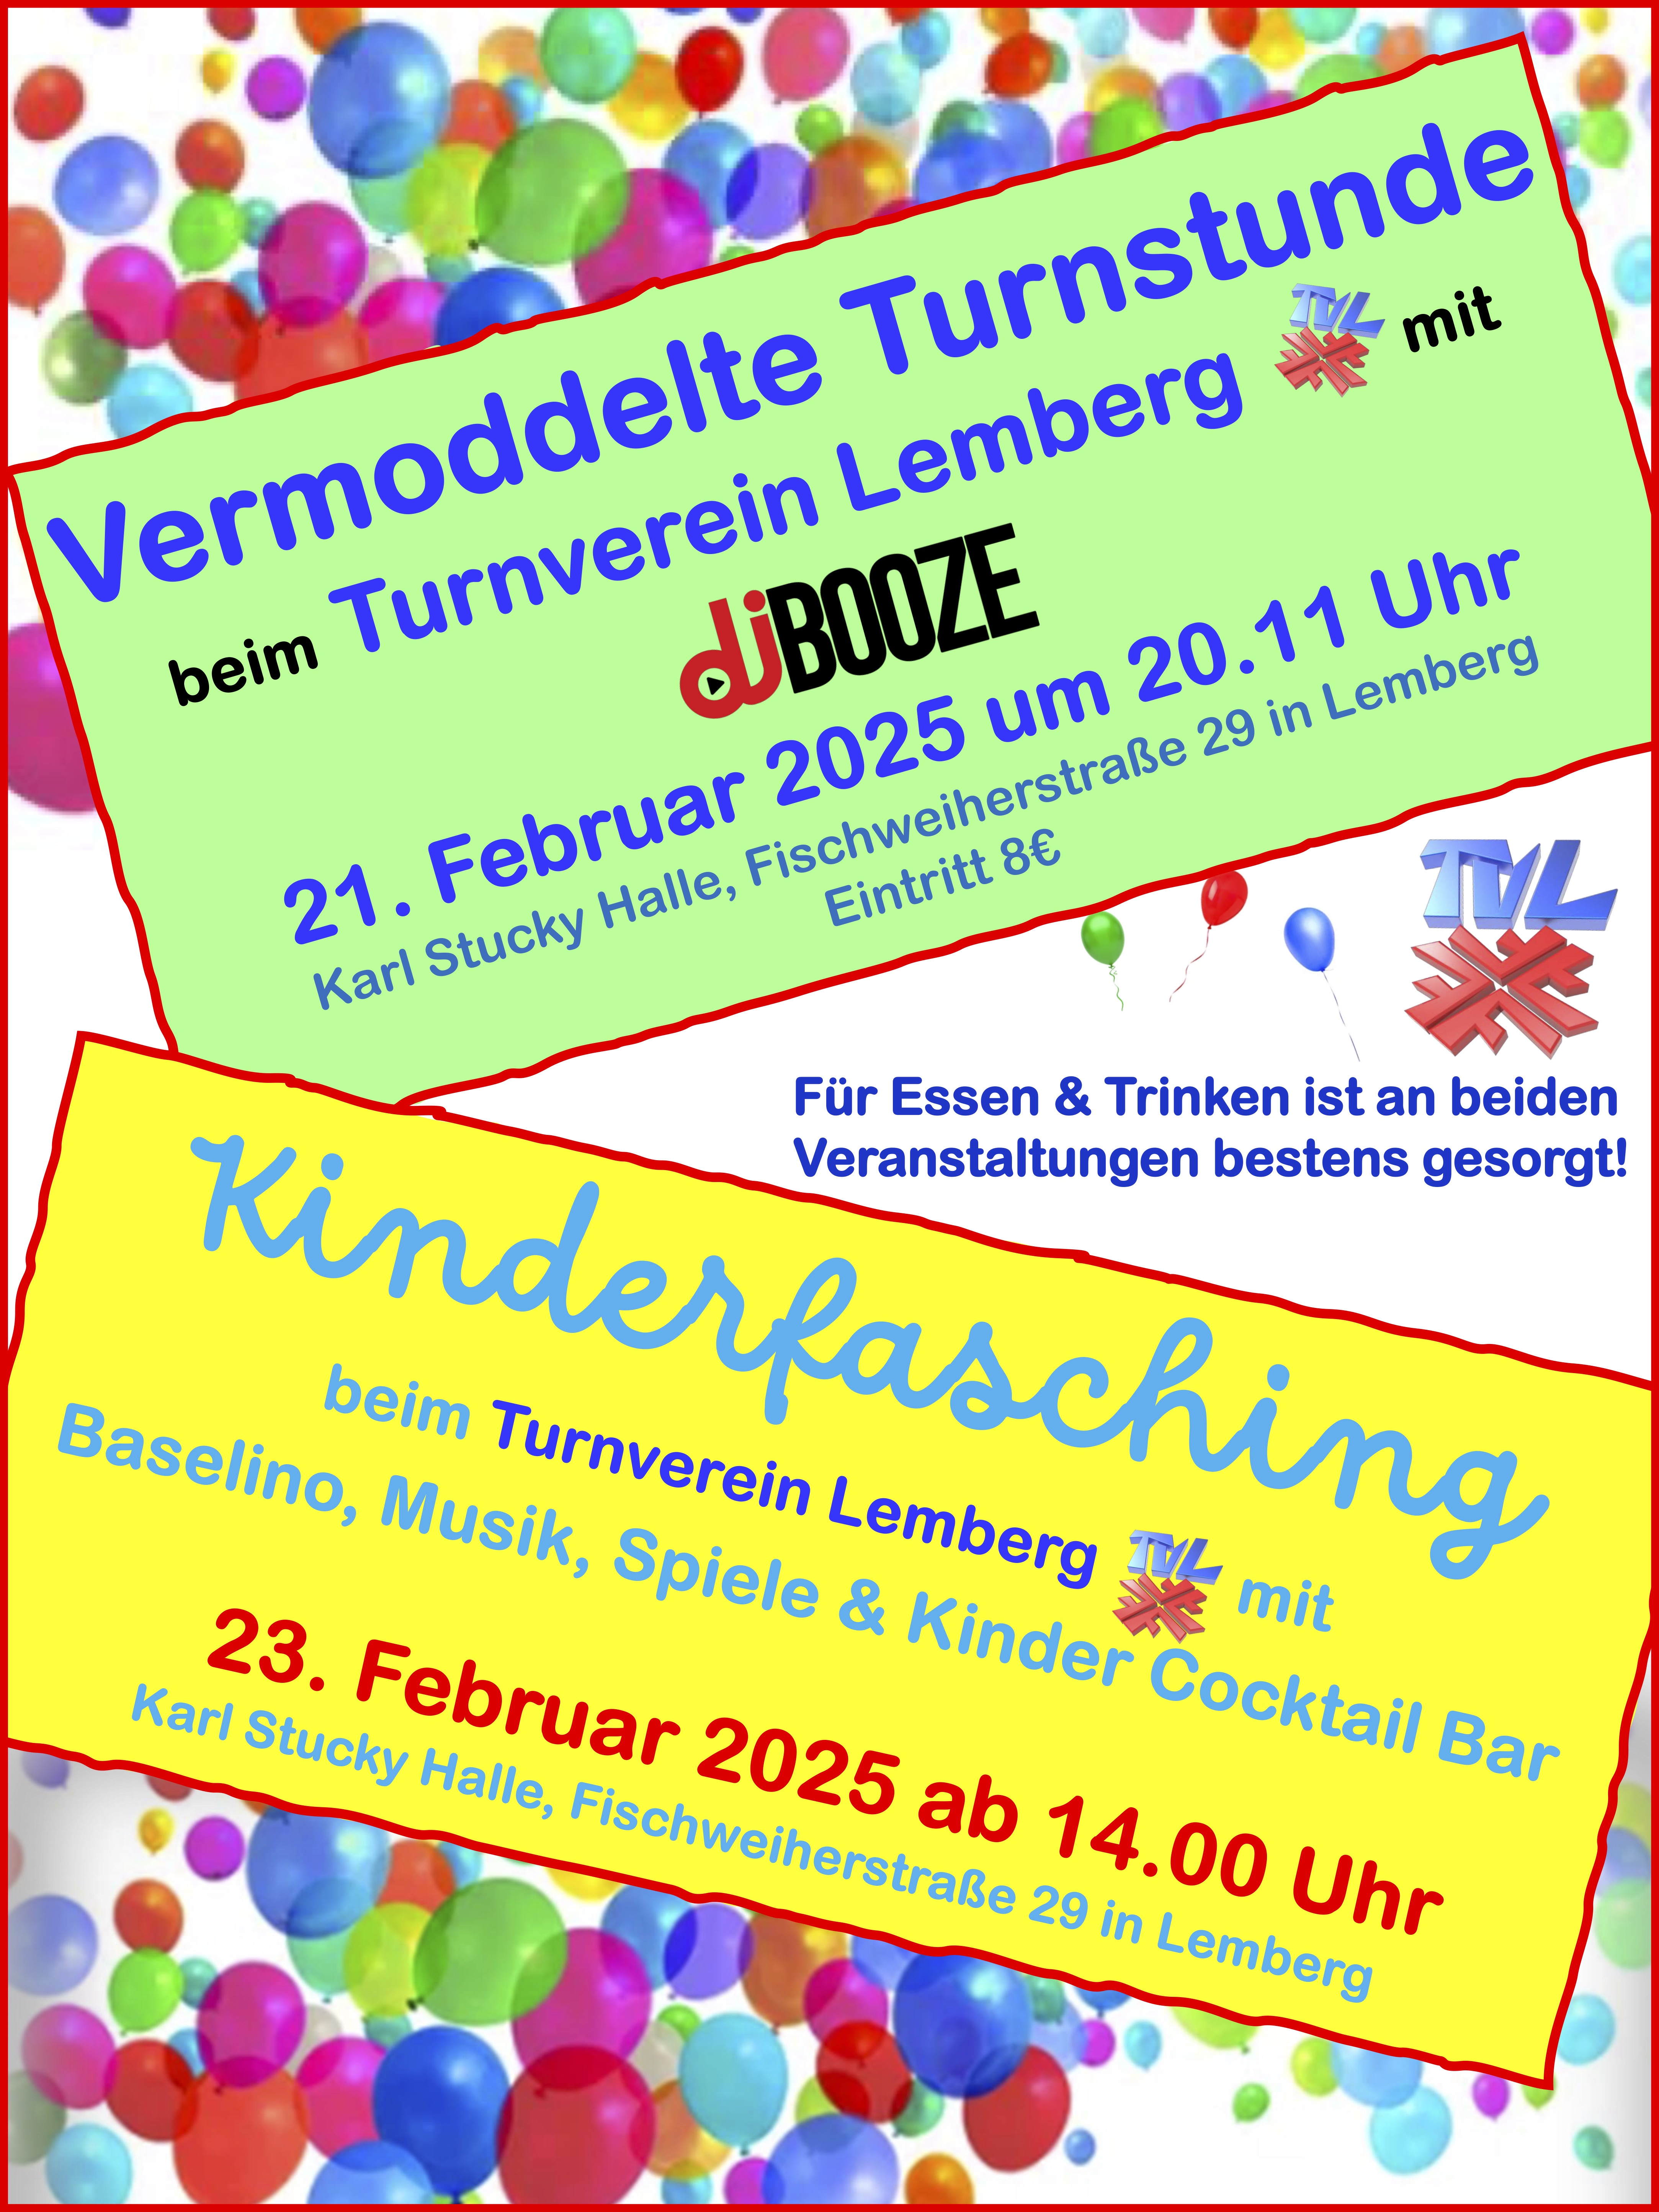 Vermoddelte Turnstunde
beim Turnverein Lemberg TVL mit
dj BOOZE
21. Februar 2025 um 20.11 Uhr
Karl Stucky Halle, Fischweiherstraße 29 in Lemberg
Eintritt 8€
TVL
Für Essen & Trinken ist an beiden
Veranstaltungen bestens gesorgt!
Kinderfasching
beim Turnverein Lemberg TVL mit
Baselino, Musik, Spiele & Kinder Cocktail Bar
23. Februar 2025 ab 14.00 Uhr
Karl Stucky Halle, Fischweiherstraße 29 in Lemberg